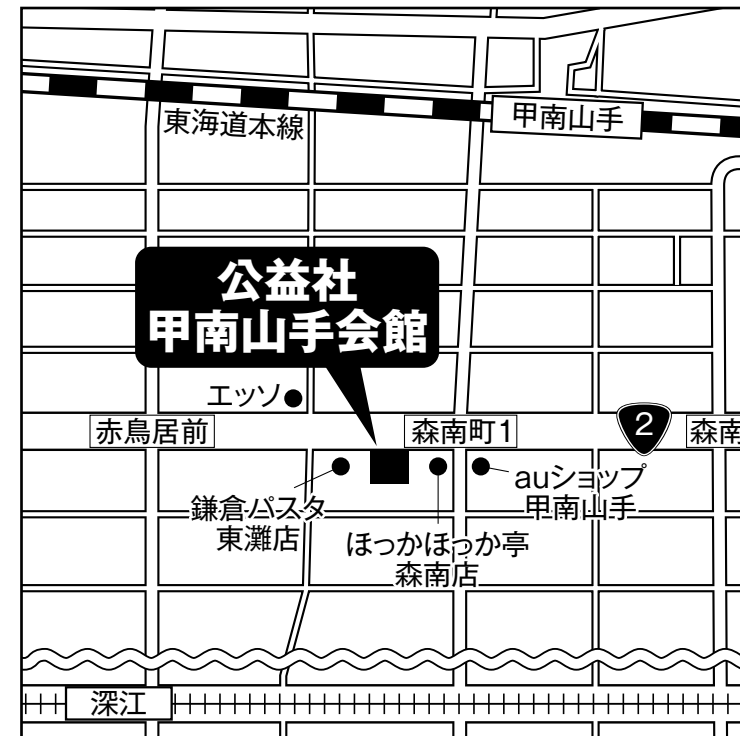 甲南山手
東海道本線
公益社
甲南山手会館
エッソ
赤鳥居前
森南町1
2
森南
auショップ
甲南山手
鎌倉パスタ
東灘店
ほっかほっか亭
森南店
深江